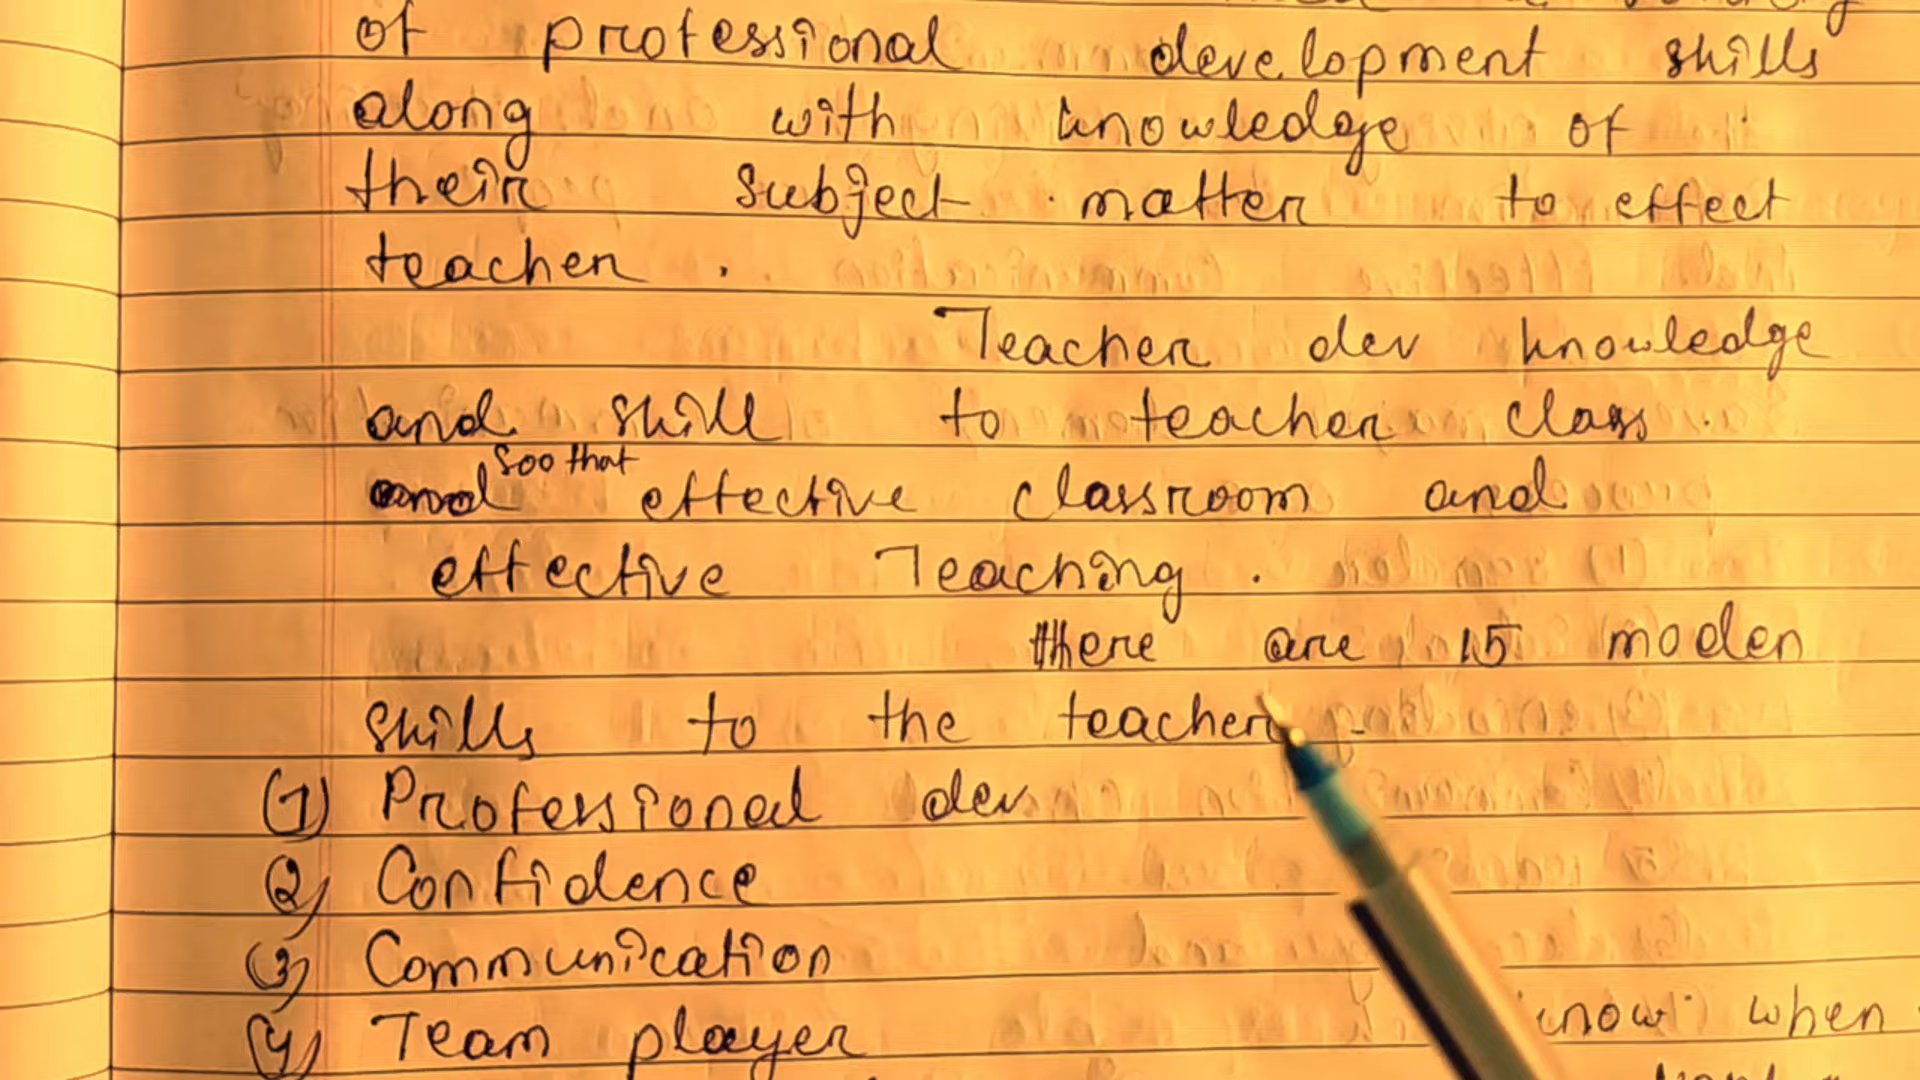 of professional development skills
along with knowledge of
their subject matter to effect
teacher.
Teacher dev knowledge
and skill to teacher class.
and soo that effective classroom and
effective Teaching.
there are 15 moden
skills to the teacher -
(1) Professional dev
(2) Confidence
(3) Communication
(4) Team player
know when